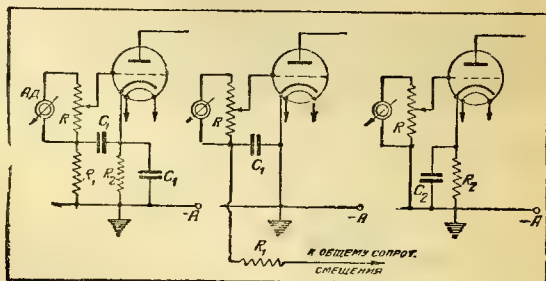 АД
R
C₁
R₁
R₂
C₁
-А
R
C₁
-А
R₁
К ОБЩЕМУ СОПРОТ.
СМЕЩЕНИЯ
R
C₂
R₂
-А